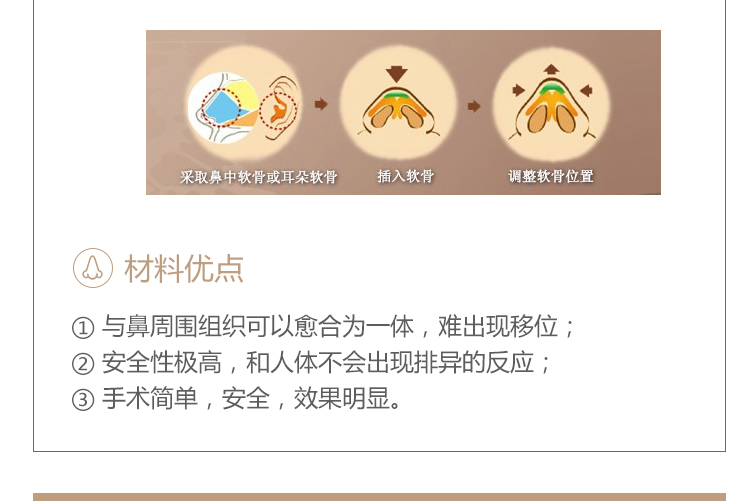 采取鼻中软骨或耳朵软骨
插入软骨
调整软骨位置
材料优点
① 与鼻周围组织可以愈合为一体，难出现移位；
② 安全性极高，和人体不会出现排异的反应；
③ 手术简单，安全，效果明显。